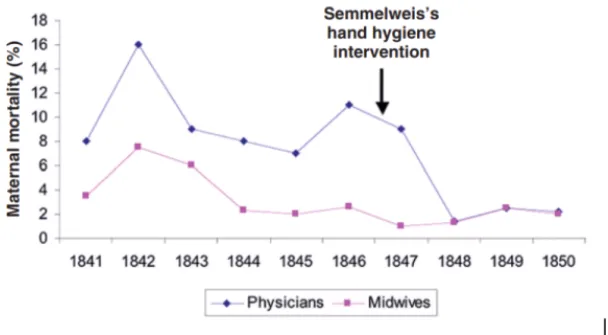 Semmelweis's
hand hygiene
intervention
Maternal mortality (%)
18
16
14
12
10
8
6
4
2
0
1841 1842 1843 1844 1845 1846 1847 1848 1849 1850
Physicians Midwives